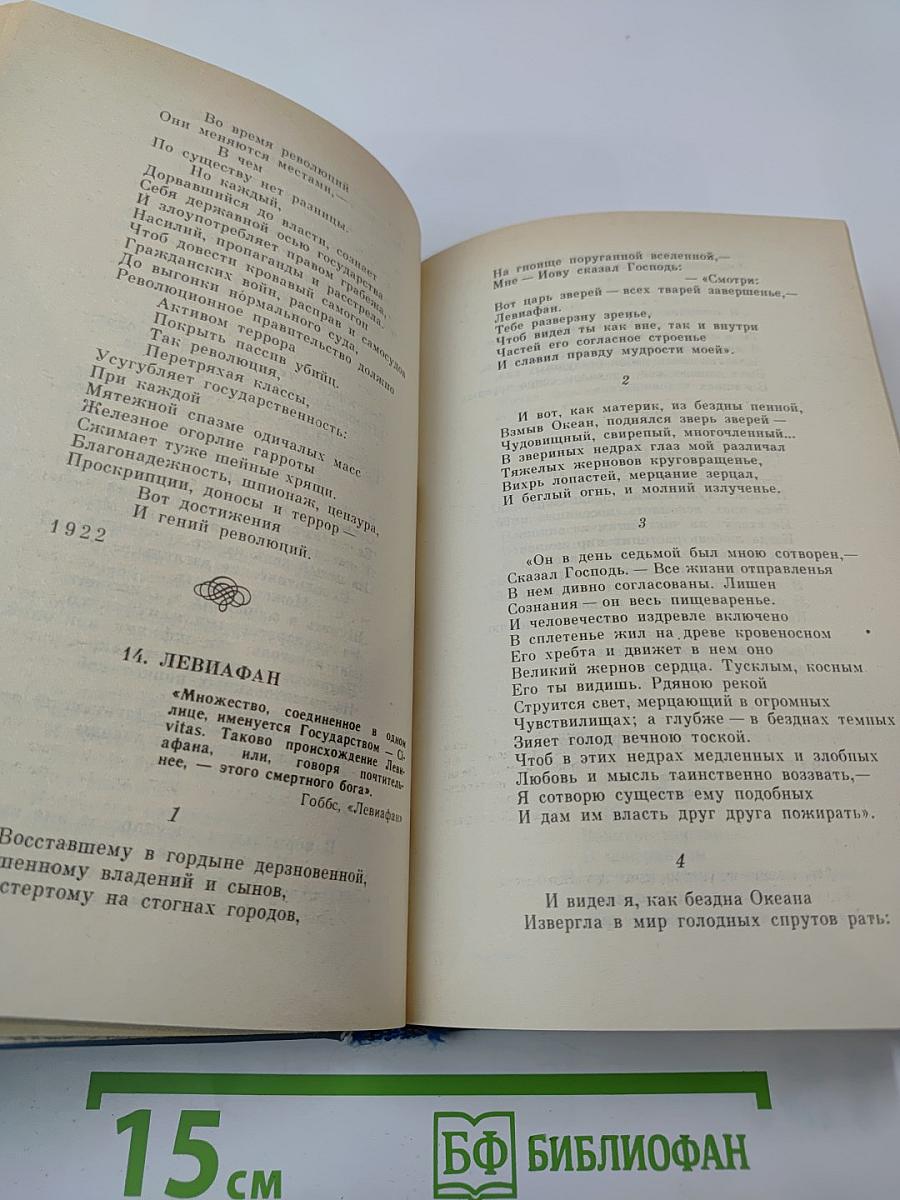 Во время революций
Они меняются местами,—
В чем
По существу нет разницы.
Но каждый,
Дорвавшийся до власти, сознает
Себя державной осью государства
И злоупотребляет правом грабежа,
Насилий, пропаганды и расстрела.
Чтоб довести кровавый самогон
Гражданских войн, расправ и самосудов
До выгонки но́рмального суда,
Революционное правительство должно
Активом террора
Покрыть пассив убийц.
Так революция,
Перетряхая классы,
Усугубляет государственность:
При каждой
Мятежной спазме одичалых масс
Железное огорлие гарроты
Сжимает туже шейные хрящи.
Благонадежность, шпионаж, цензура,
Проскрипции, доносы и террор —
Вот достижения
И гений революций.
1922
14. ЛЕВИАФАН
«Множество, соединенное в одном
лице, именуется Государством — Ci-
vitas. Таково происхождение Леви-
афана, или, говоря почтитель-
нее, — этого смертного бога».
Гоббс, «Левиафан»
1
Восставшему в гордыне дерзновенной,
шенному владений и сынов,
стертому на стогнах городов,
На гноище поруганной вселенной,—
Мне — Иову сказал Господь:
— «Смотри:
Вот царь зверей — всех тварей завершенье,—
Левиафан.
Тебе разверзну зренье,
Чтоб видел ты как вне, так и внутри
Частей его согласное строенье
И славил правду мудрости моей».
2
И вот, как материк, из бездны пенной,
Взмыв Океан, поднялся зверь зверей —
Чудовищный, свирепый, многочленный...
В звериных недрах глаз мой различал
Тяжелых жерновов круговращенье,
Вихрь лопастей, мерцание зерцал,
И беглый огнь, и молний излученье.
3
«Он в день седьмой был мною сотворен,—
Сказал Господь. — Все жизни отправленья
В нем дивно согласованы. Лишен
Сознания — он весь пищеваренье.
И человечество издревле включено
В сплетенье жил на древе кровеносном
Его хребта и движет в нем оно
Великий жернов сердца. Тусклым, косным
Его ты видишь. Рдяною рекой
Струится свет, мерцающий в огромных
Чувствилищах; а глубже — в безднах темных
Зияет голод вечною тоской.
Чтоб в этих недрах медленных и злобных
Любовь и мысль таинственно воззвать,—
Я сотворю существ ему подобных
И дам им власть друг друга пожирать».
4
И видел я, как бездна Океана
Извергла в мир голодных спрутов рать:
15 см
БФ БИБЛИОФАН